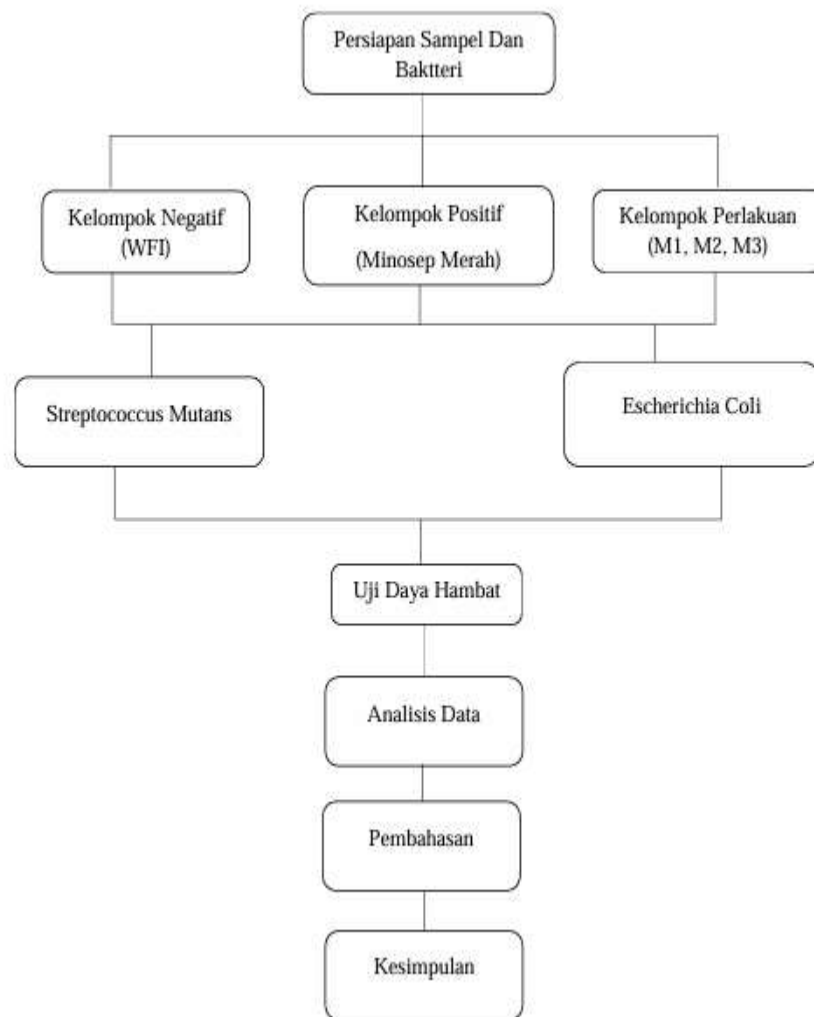 Persiapan Sampel Dan
Baktteri
Kelompok Negatif
(WFI)
Kelompok Positif
(Minosep Merah)
Kelompok Perlakuan
(M1, M2, M3)
Streptococcus Mutans
Escherichia Coli
Uji Daya Hambat
Analisis Data
Pembahasan
Kesimpulan